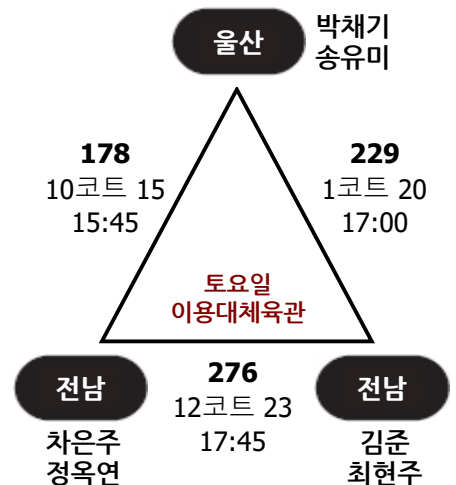 울산
박채기
송유미
178
10코트 15
15:45
229
1코트 20
17:00
토요일
이용대체육관
전남
차은주
정옥연
276
12코트 23
17:45
전남
김준
최현주